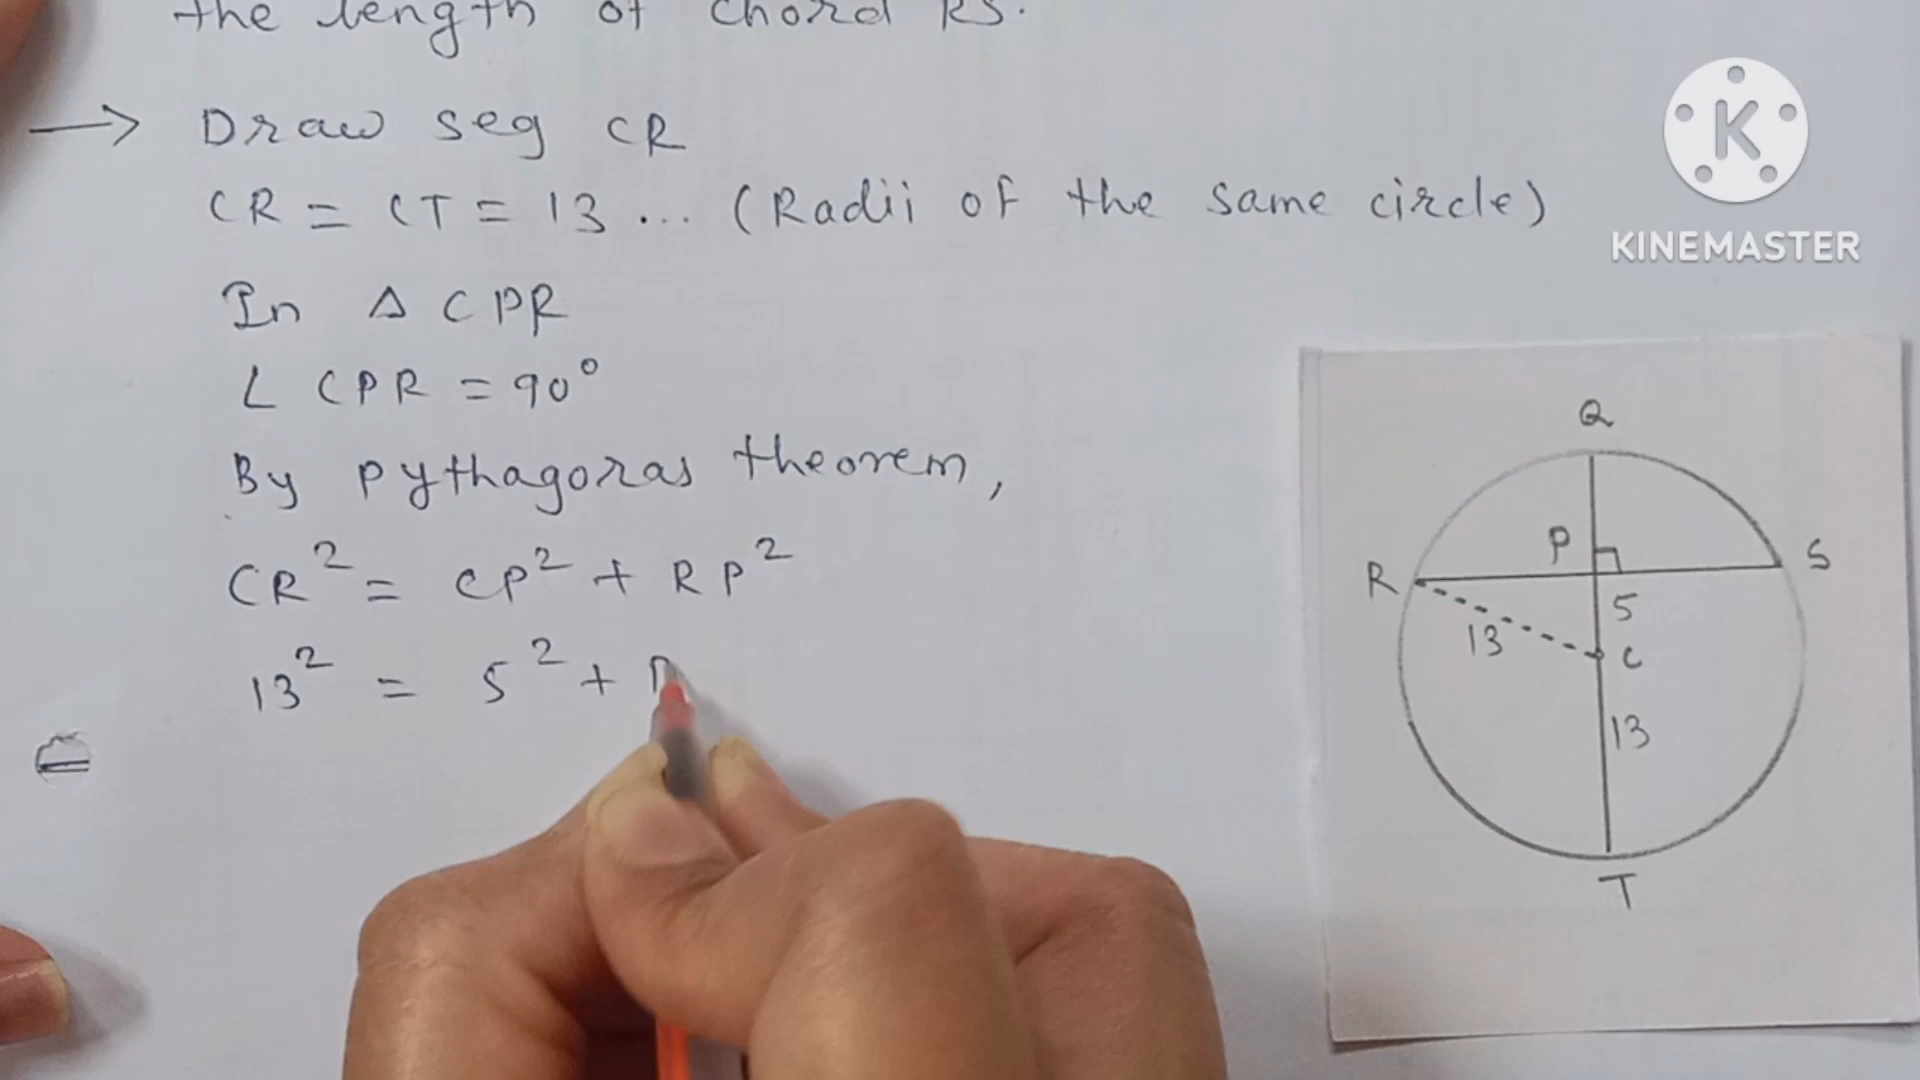 the length of chord RS.
→ Draw seg CR
CR = CT = 13 ... (Radii of the same circle)
In Δ CPR
∠ CPR = 90°
By pythagoras theorem,
CR² = CP² + RP²
13² = 5² +
K
KINEMASTER
Q
P
S
R
5
13
C
13
T